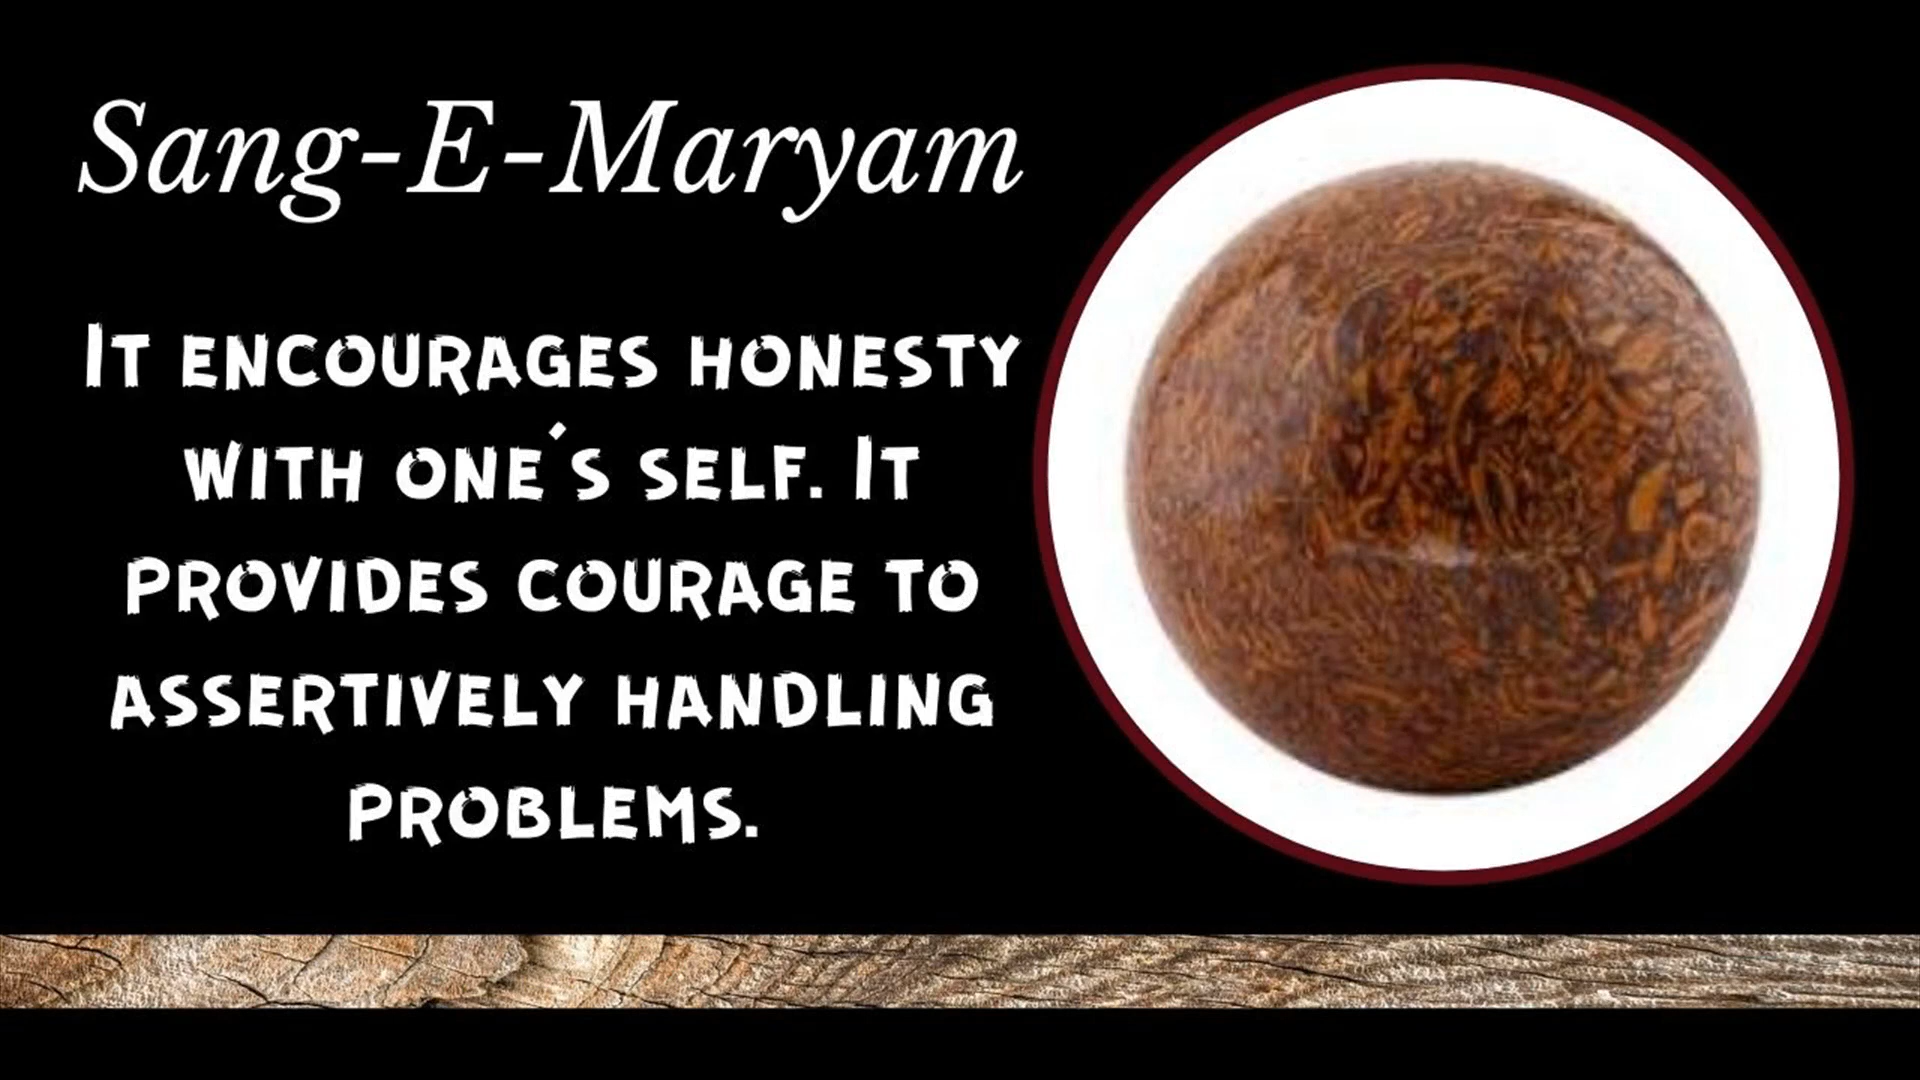 Sang-E-Maryam
It encourages honesty
with one's self. It
provides courage to
assertively handling
problems.